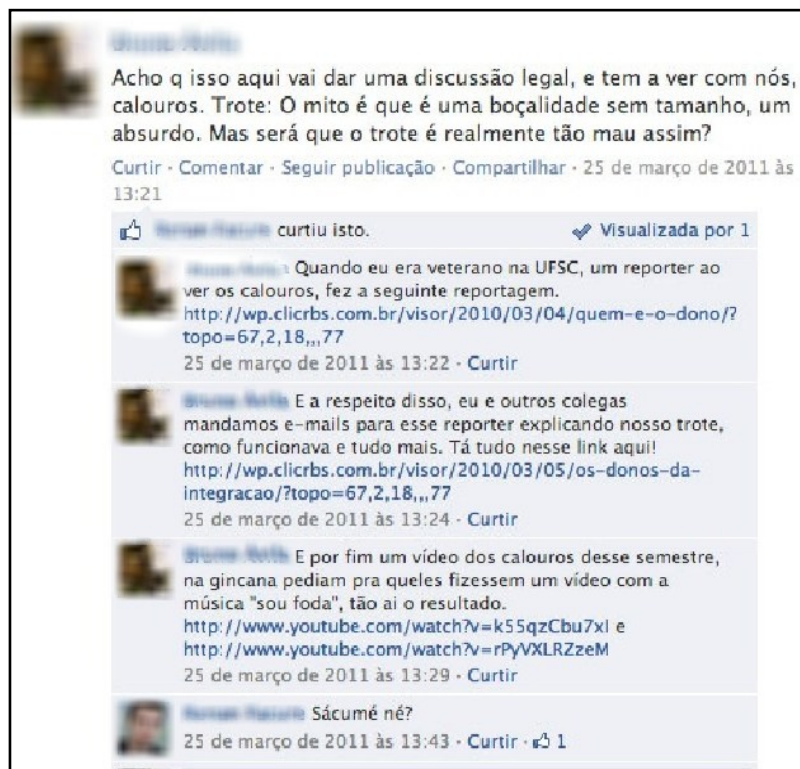 Acho q isso aqui vai dar uma discussão legal, e tem a ver com nós,
calouros. Trote: O mito é que é uma boçalidade sem tamanho, um
absurdo. Mas será que o trote é realmente tão mau assim?
Curtir · Comentar · Seguir publicação · Compartilhar · 25 de março de 2011 às
13:21
curtiu isto. Visualizada por 1
Quando eu era veterano na UFSC, um reporter ao
ver os calouros, fez a seguinte reportagem.
http://wp.clicrbs.com.br/visor/2010/03/04/quem-e-o-dono/?
topo=67,2,18,,,77
25 de março de 2011 às 13:22 · Curtir
E a respeito disso, eu e outros colegas
mandamos e-mails para esse reporter explicando nosso trote,
como funcionava e tudo mais. Tá tudo nesse link aqui!
http://wp.clicrbs.com.br/visor/2010/03/05/os-donos-da-
integracao/?topo=67,2,18,,,77
25 de março de 2011 às 13:24 · Curtir
E por fim um vídeo dos calouros desse semestre,
na gincana pediam pra queles fizessem um vídeo com a
música "sou foda", tão ai o resultado.
http://www.youtube.com/watch?v=k55qzCbu7xI e
http://www.youtube.com/watch?v=rPyVXLRZzeM
25 de março de 2011 às 13:29 · Curtir
Sácumé né?
25 de março de 2011 às 13:43 · Curtir · 1